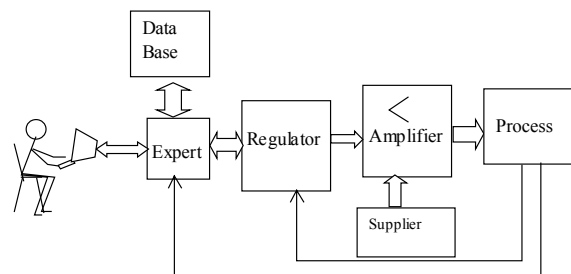 Data
Base
Expert
Regulator
Amplifier
Process
Supplier